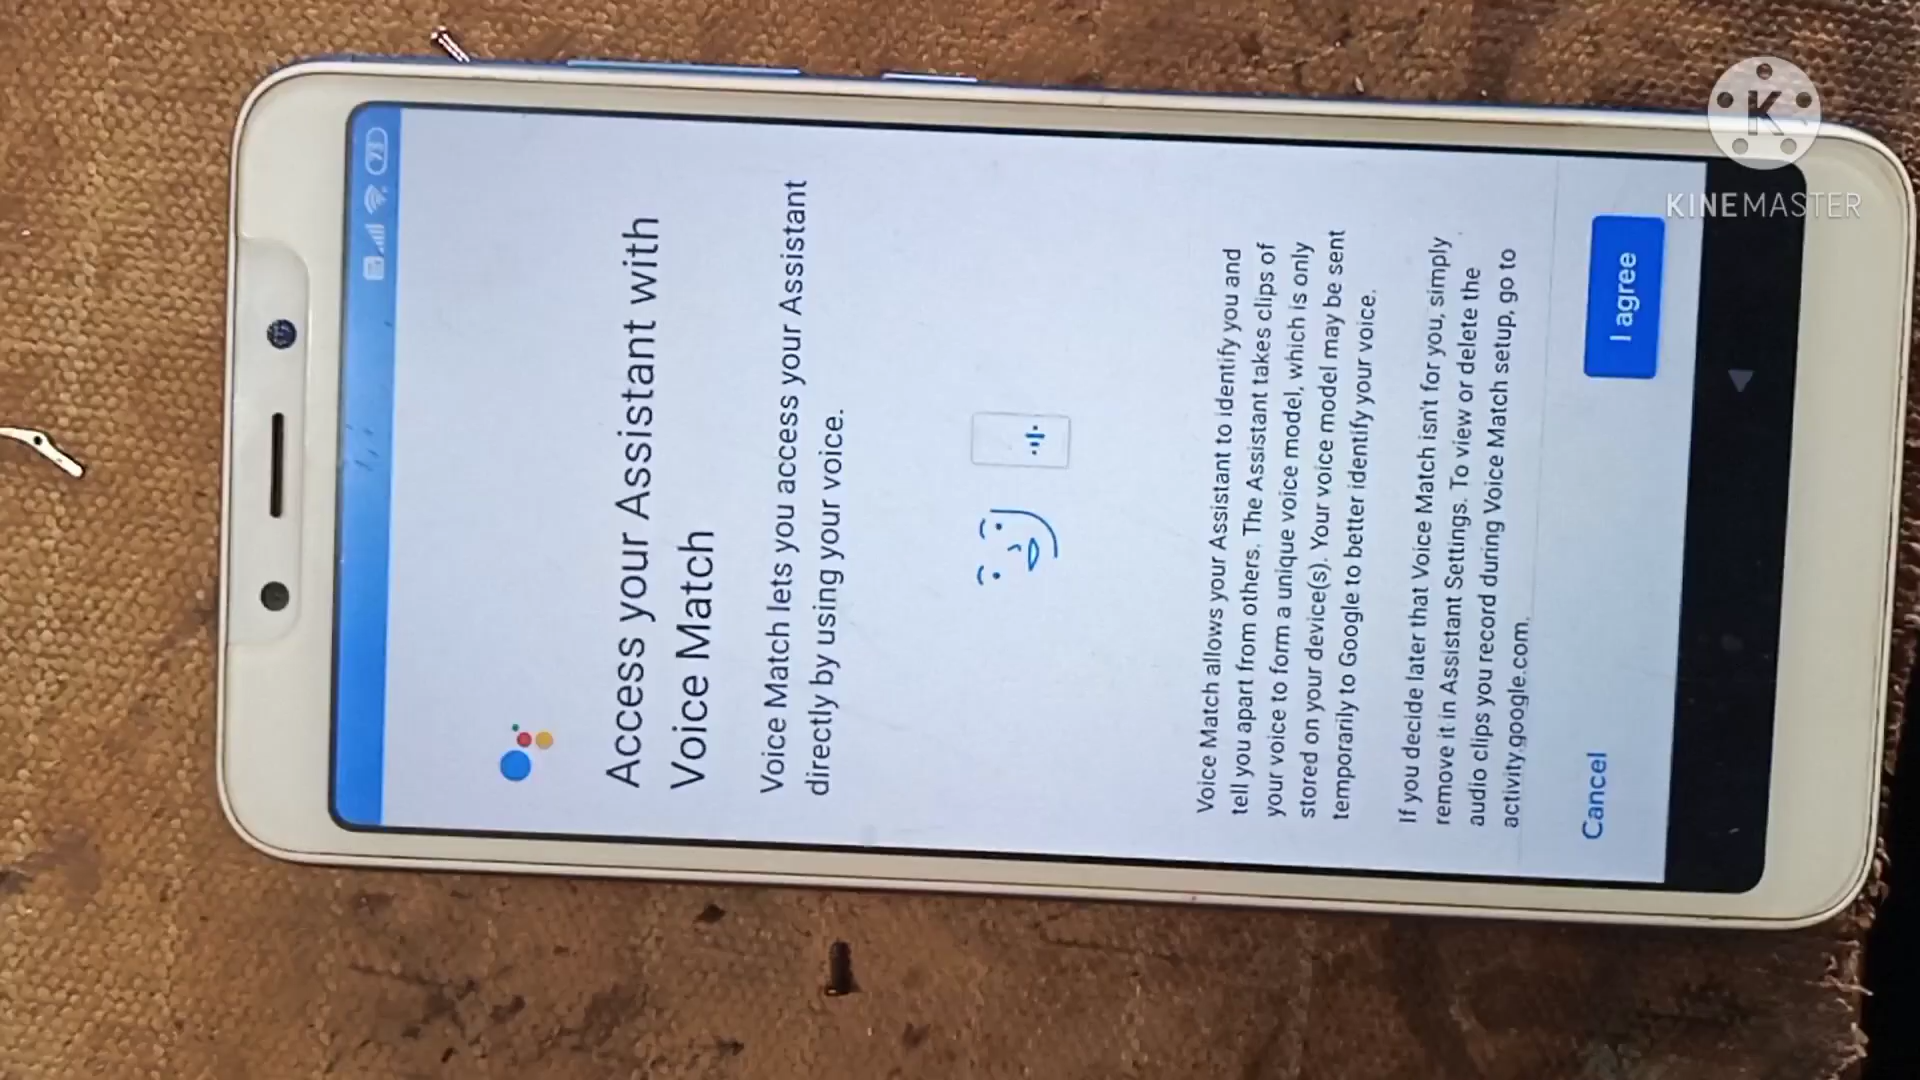 73
Access your Assistant with
Voice Match
Voice Match lets you access your Assistant
directly by using your voice.
Voice Match allows your Assistant to identify you and
tell you apart from others. The Assistant takes clips of
your voice to form a unique voice model, which is only
stored on your device(s). Your voice model may be sent
temporarily to Google to better identify your voice.
If you decide later that Voice Match isn't for you, simply
remove it in Assistant Settings. To view or delete the
audio clips you record during Voice Match setup, go to
activity.google.com.
Cancel
I agree
K
KINEMASTER